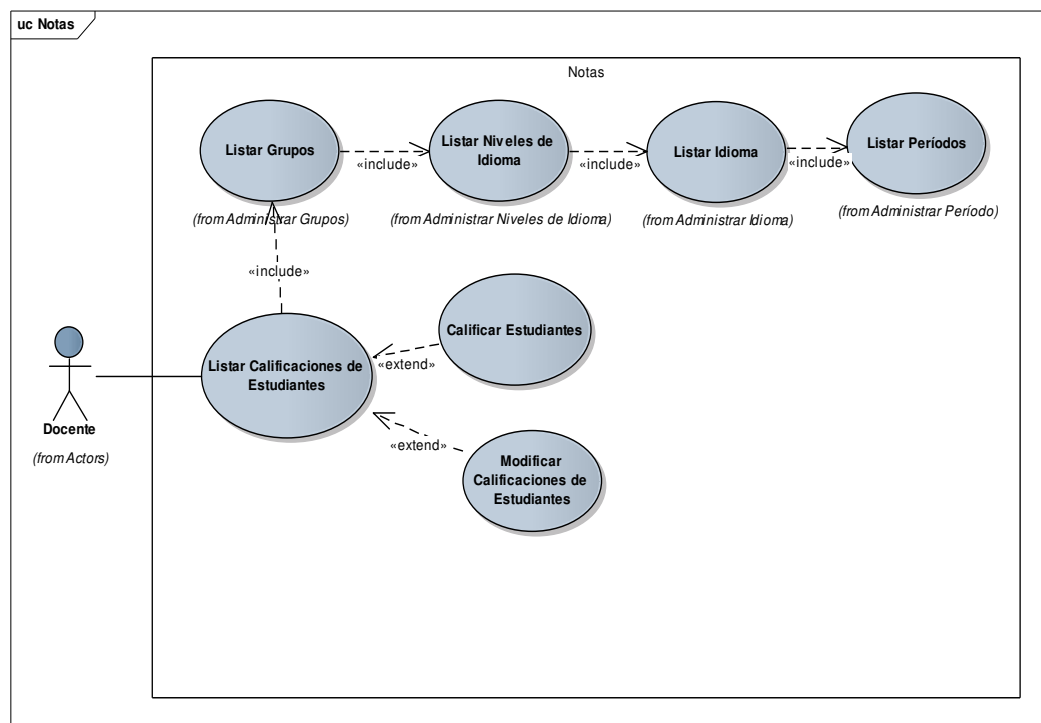 uc Notas
Notas
Listar Grupos
(from Administrar Grupos)
«include»
Listar Niveles de
Idioma
(from Administrar Niveles de Idioma)
«include»
Listar Idioma
(from Administrar Idioma)
«include»
Listar Períodos
(from Administrar Período)
«include»
Listar Calificaciones de
Estudiantes
Calificar Estudiantes
«extend»
Modificar
Calificaciones de
Estudiantes
«extend»
Docente
(from Actors)